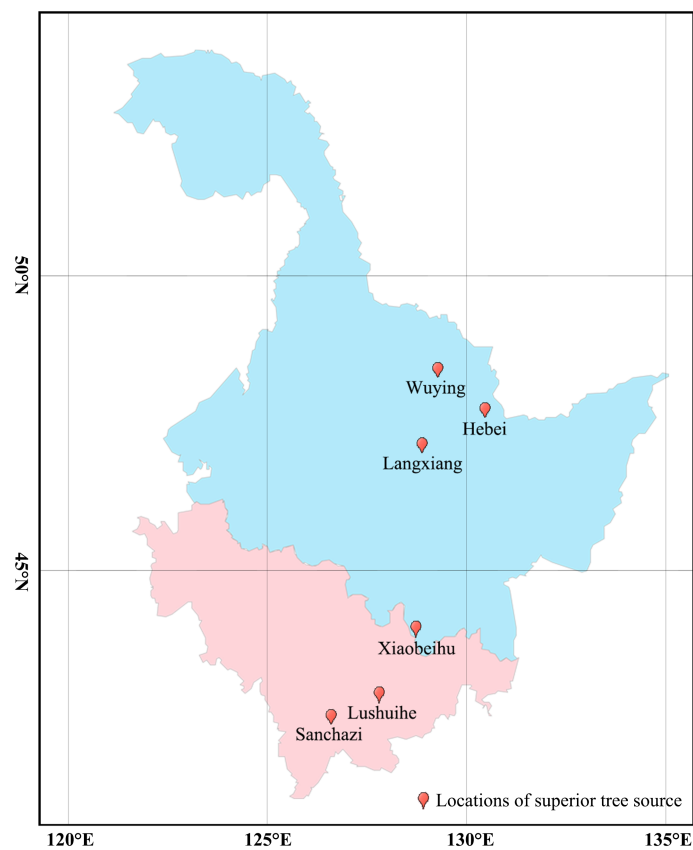 50°N
Wuying
Hebei
Langxiang
45°N
Xiaobeihu
Lushuihe
Sanchazi
Locations of superior tree source
120°E 125°E 130°E 135°E